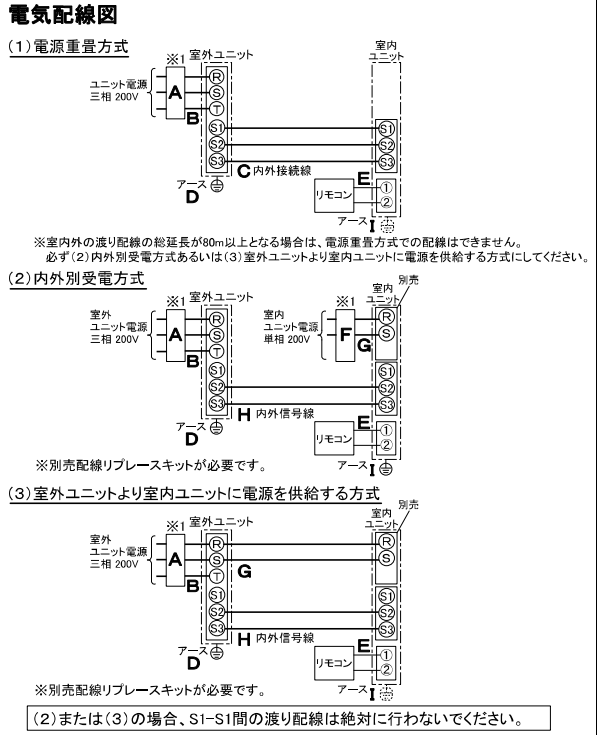 電気配線図
(1)電源重畳方式
※1 室外ユニット
室内
ユニット
ユニット電源
三相 200V
A
B
R
S
T
S1
S2
S3
S1
S2
S3
C 内外接続線
アース
D
E
リモコン
①
②
アース I
※室内外の渡り配線の総延長が80m以上となる場合は、電源重畳方式での配線はできません。
必ず(2)内外別受電方式あるいは(3)室外ユニットより室内ユニットに電源を供給する方式にしてください。
(2)内外別受電方式
※1 室外ユニット
室外
ユニット電源
三相 200V
A
B
R
S
T
S1
S2
S3
※1
室内
ユニット電源
単相 200V
F
G
室内
ユニット
別売
R
S
S1
S2
S3
H 内外信号線
アース
D
E
リモコン
①
②
アース I
※別売配線リプレースキットが必要です。
(3)室外ユニットより室内ユニットに電源を供給する方式
※1 室外ユニット
室外
ユニット電源
三相 200V
A
B
R
S
T
S1
S2
S3
G
室内
ユニット
別売
R
S
S1
S2
S3
H 内外信号線
アース
D
E
リモコン
①
②
アース I
※別売配線リプレースキットが必要です。
(2)または(3)の場合、S1-S1間の渡り配線は絶対に行わないでください。